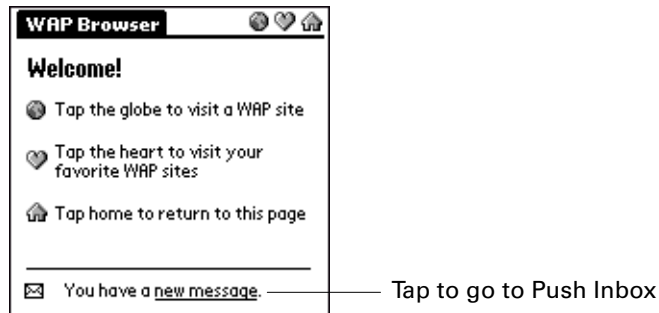 WAP Browser
Welcome!
Tap the globe to visit a WAP site
Tap the heart to visit your
favorite WAP sites
Tap home to return to this page
You have a new message.
Tap to go to Push Inbox